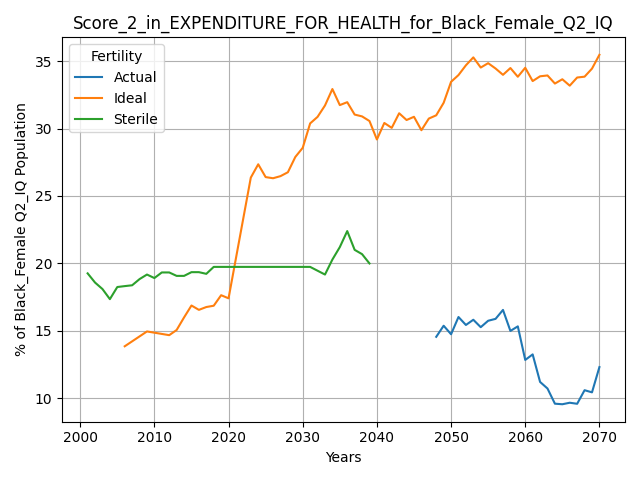 Score_2_in_EXPENDITURE_FOR_HEALTH_for_Black_Female_Q2_IQ
Fertility
Actual
Ideal
Sterile
% of Black_Female Q2_IQ Population
35
30
25
20
15
10
2000 2010 2020 2030 2040 2050 2060 2070
Years